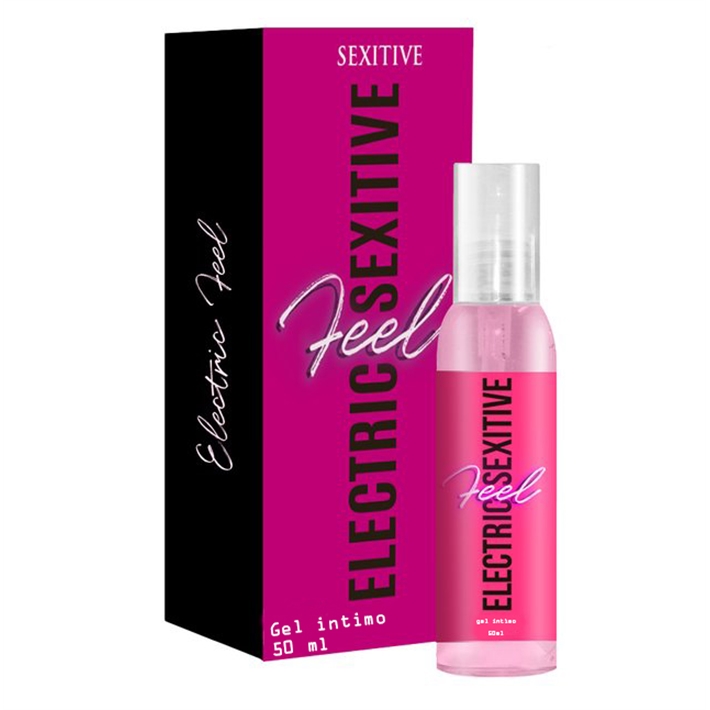 SEXITIVE
ELECTRIC SEXITIVE
Feel
Gel intimo
50 ml
Electric Feel
ELECTRIC SEXITIVE
Feel
gel intimo
50ml